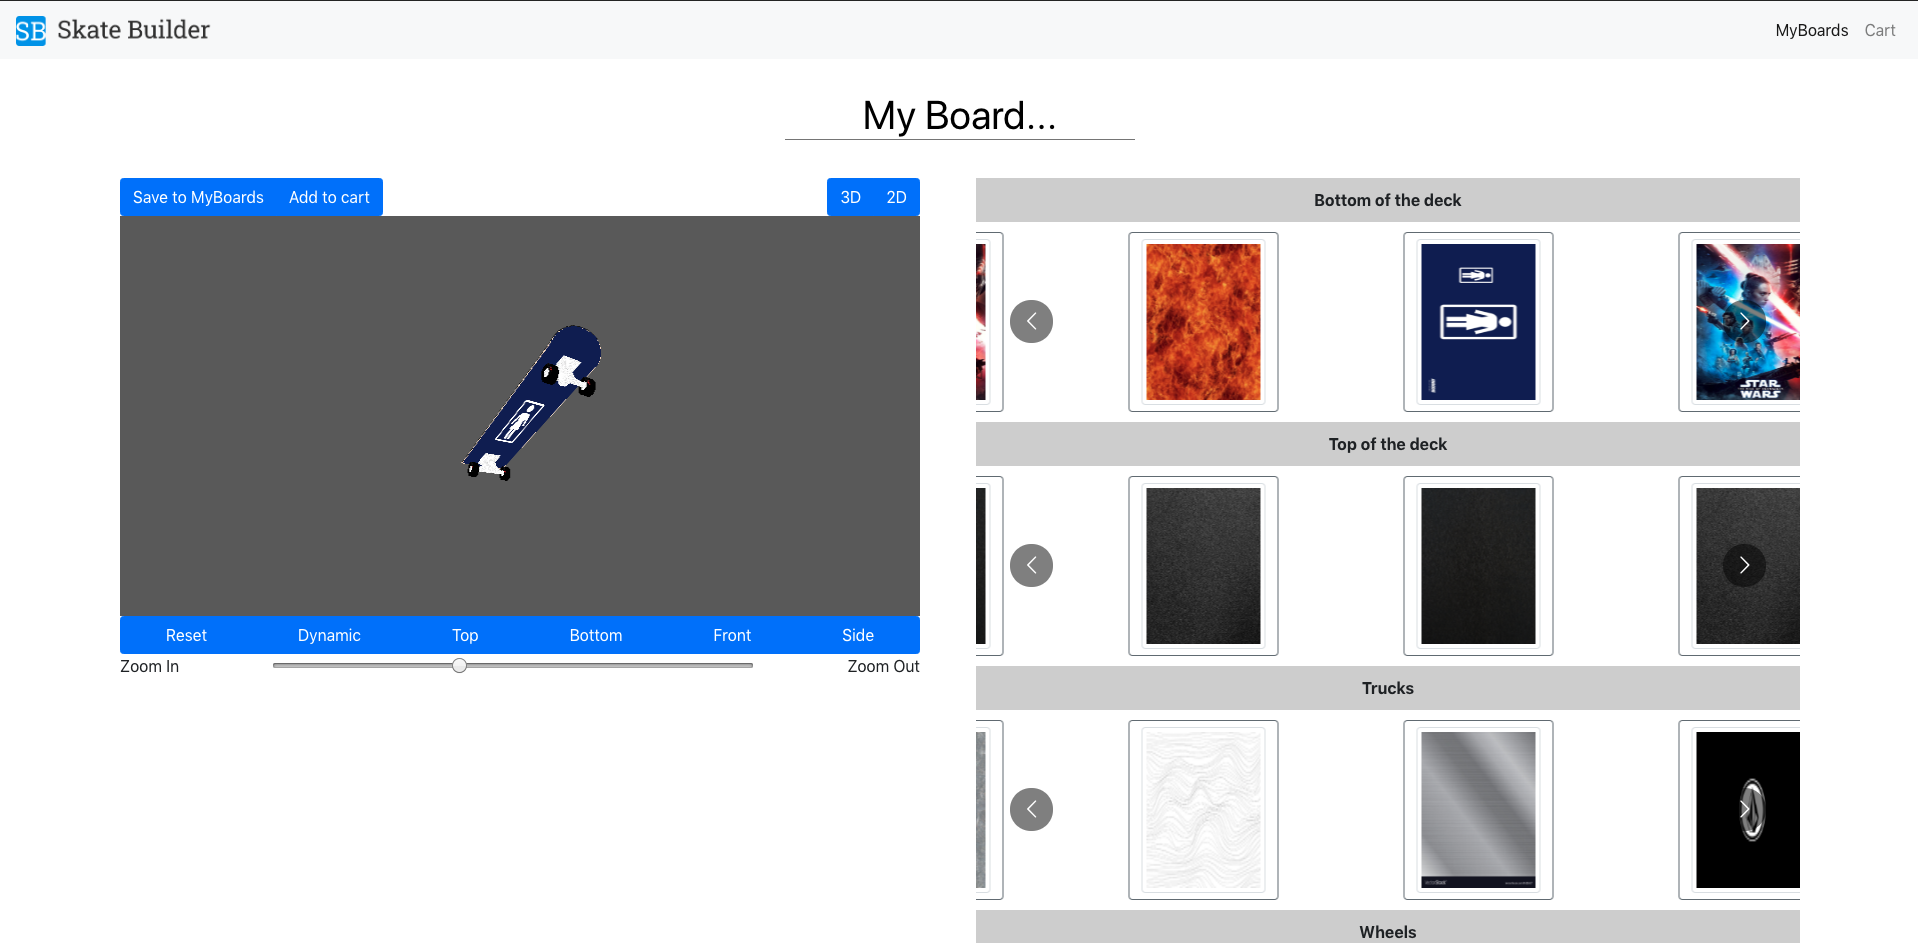 SB Skate Builder
MyBoards Cart
My Board...
Save to MyBoards Add to cart
3D 2D
Reset Dynamic Top Bottom Front Side
Zoom In
Zoom Out
Bottom of the deck
STAR
WARS
Top of the deck
Trucks
Wheels